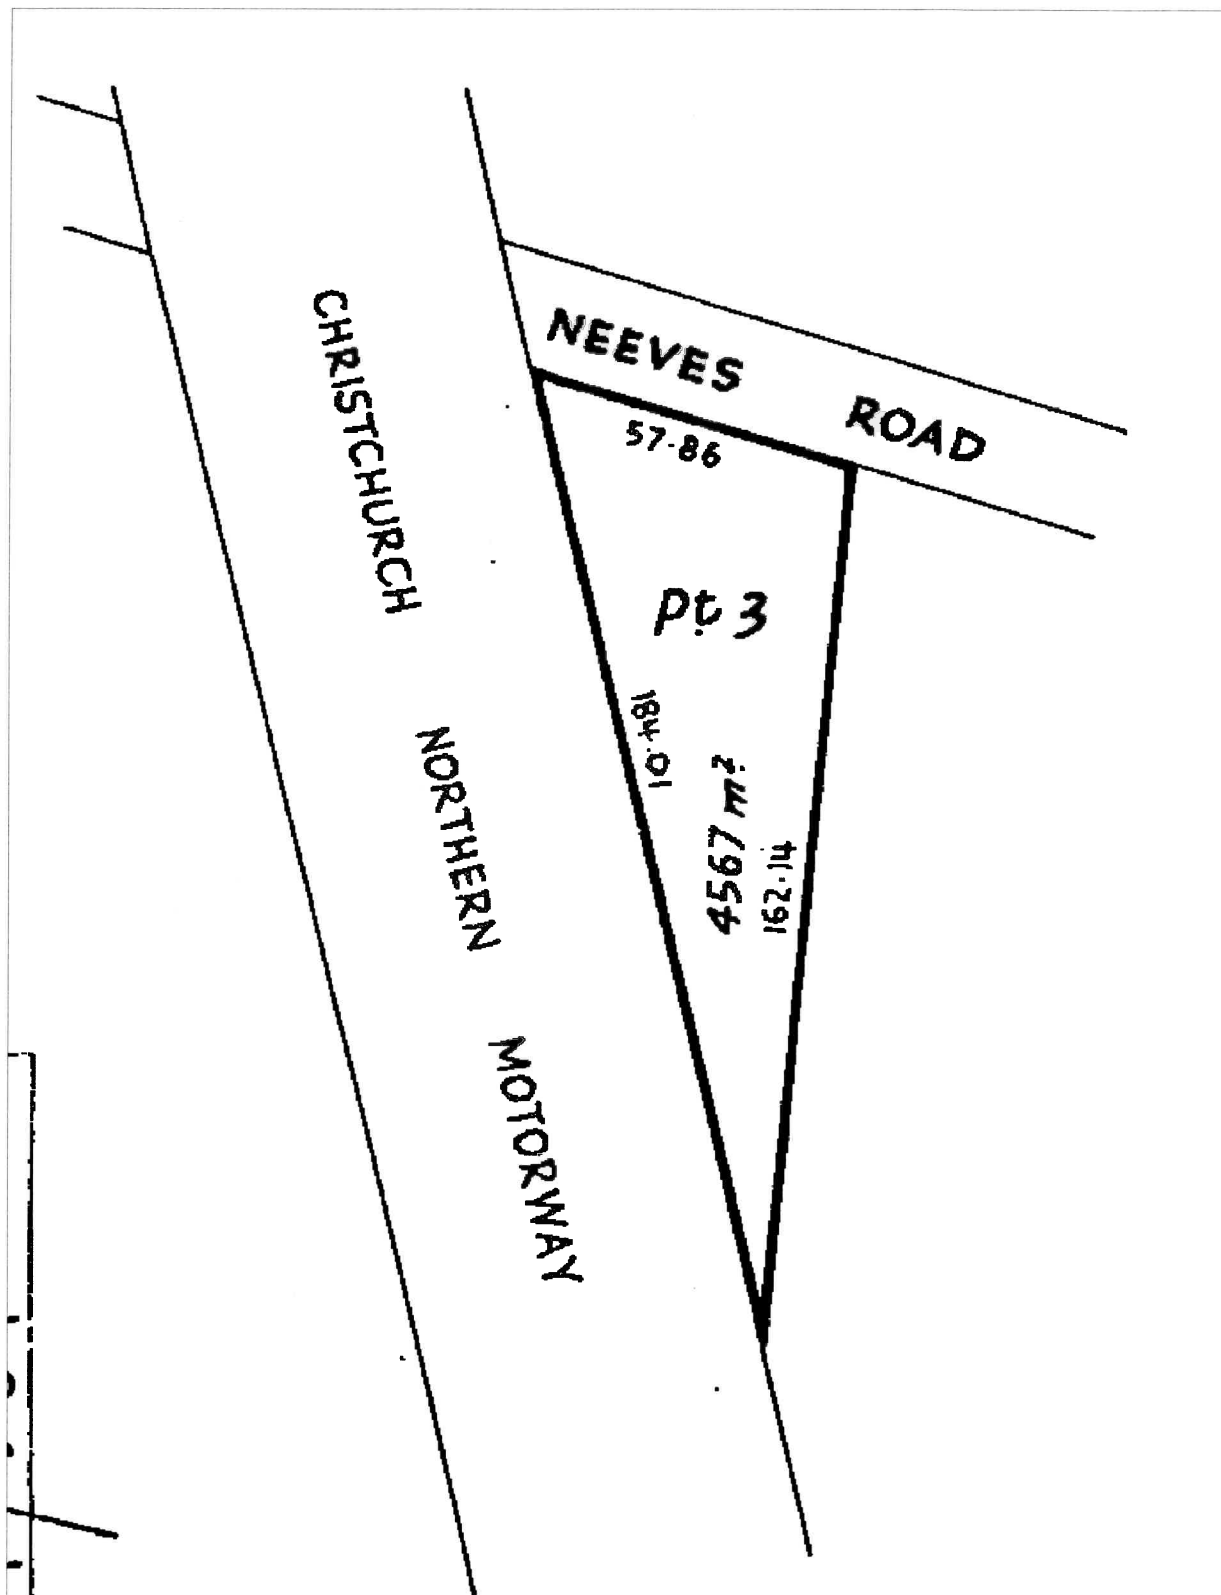 NEEVES ROAD
57.86
CHRISTCHURCH NORTHERN MOTORWAY
Pt 3
184.01
4567 m²
162.14